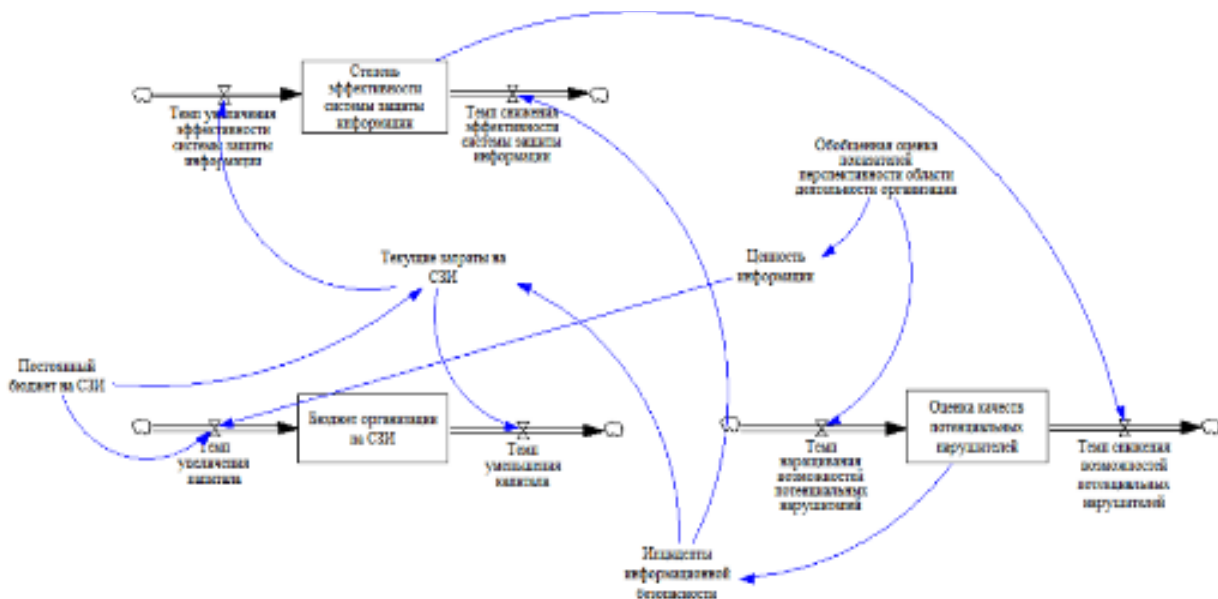 Степень
эффективности
системы защиты
информации
Темп увеличения
эффективности
системы защиты
информации
Темп снижения
эффективности
системы защиты
информации
Обобщенная оценка
показателей
перспективности области
деятельности организации
Текущие затраты на
СЗИ
Ценность
информации
Постоянный
бюджет на СЗИ
Бюджет организации
на СЗИ
Темп
увеличения
капитала
Темп
уменьшения
капитала
Оценка качеств
потенциальных
нарушителей
Темп
наращивания
возможностей
потенциальных
нарушителей
Темп снижения
возможностей
потенциальных
нарушителей
Инциденты
информационной
безопасности